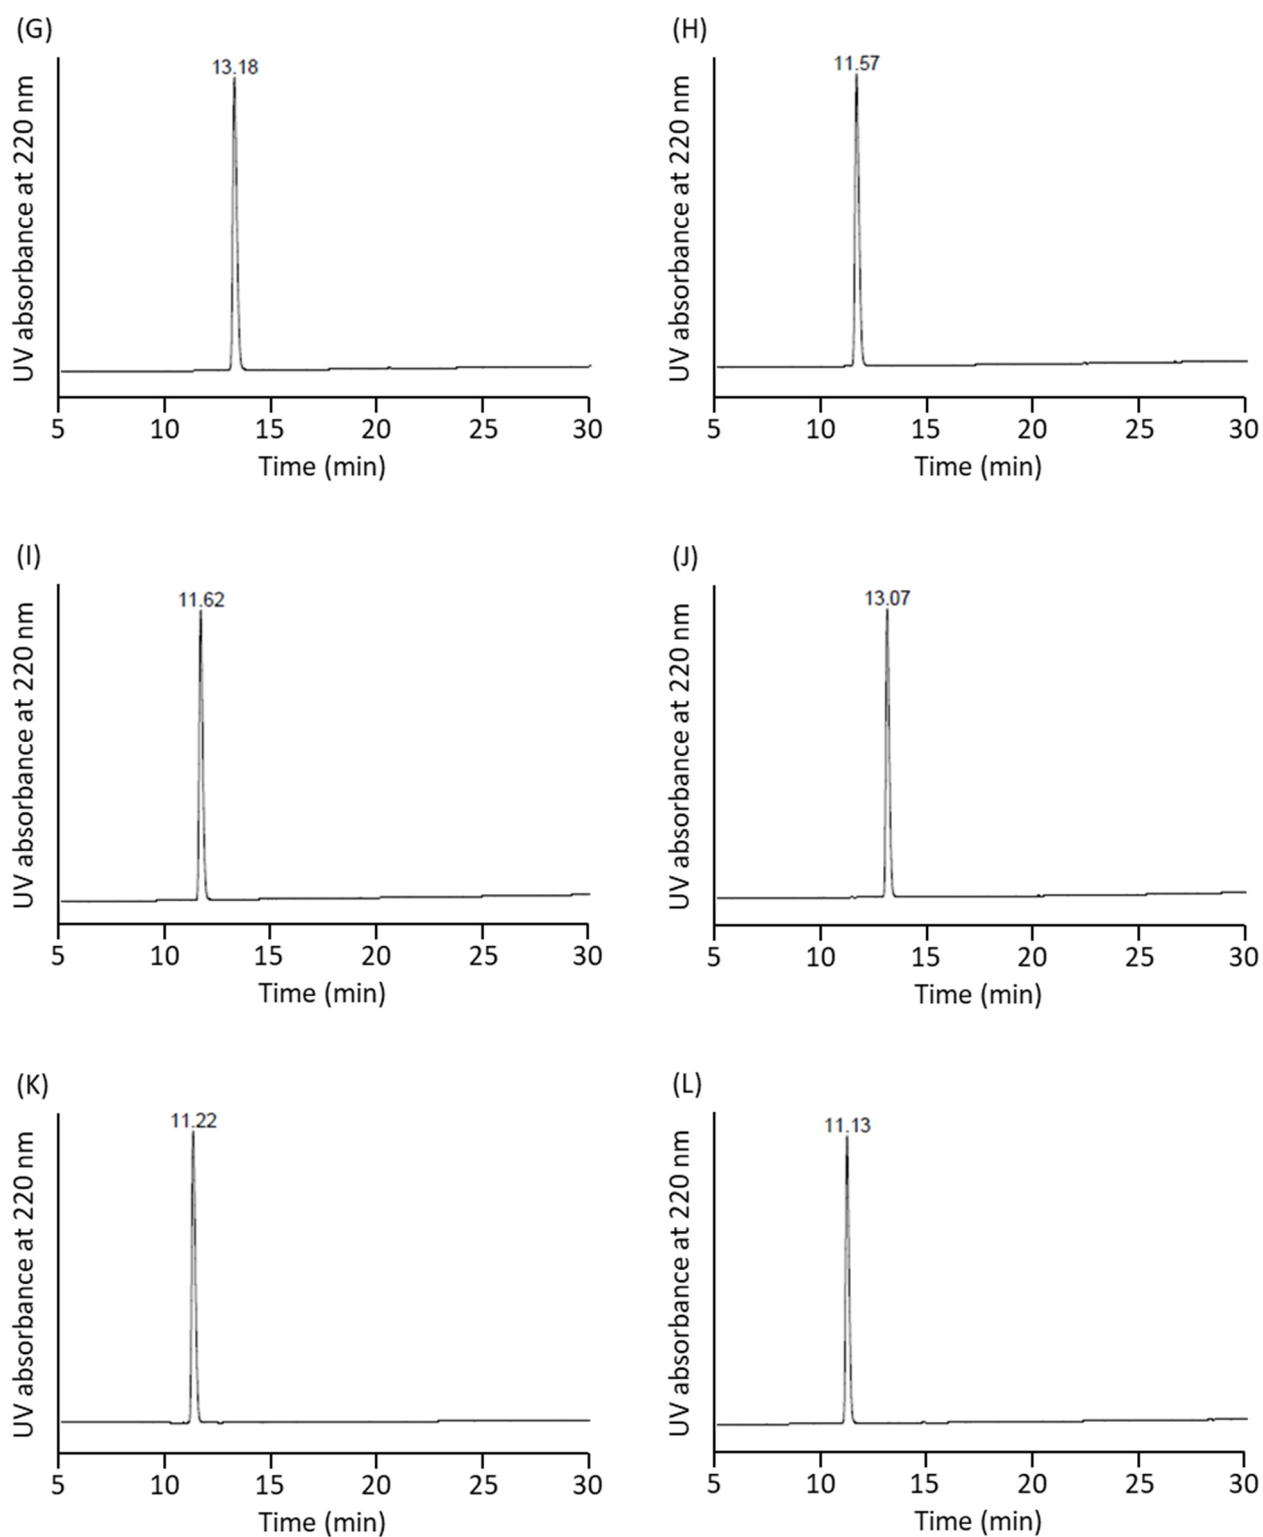 (G)
13.18
UV absorbance at 220 nm
5 10 15 20 25 30
Time (min)
(H)
11.57
UV absorbance at 220 nm
5 10 15 20 25 30
Time (min)
(I)
11.62
UV absorbance at 220 nm
5 10 15 20 25 30
Time (min)
(J)
13.07
UV absorbance at 220 nm
5 10 15 20 25 30
Time (min)
(K)
11.22
UV absorbance at 220 nm
5 10 15 20 25 30
Time (min)
(L)
11.13
UV absorbance at 220 nm
5 10 15 20 25 30
Time (min)